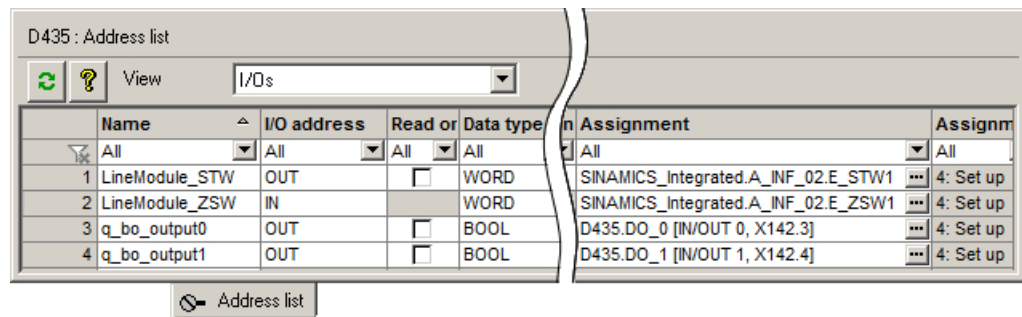 D435 : Address list
View I/Os
Name I/O address Read or Data type n Assignment Assignm
All All All All All All
1 LineModule_STW OUT WORD SINAMICS_Integrated.A_INF_02.E_STW1 ... 4: Set up
2 LineModule_ZSW IN WORD SINAMICS_Integrated.A_INF_02.E_ZSW1 ... 4: Set up
3 q_bo_output0 OUT BOOL D435.DO_0 [IN/OUT 0, X142.3] ... 4: Set up
4 q_bo_output1 OUT BOOL D435.DO_1 [IN/OUT 1, X142.4] ... 4: Set up
Address list